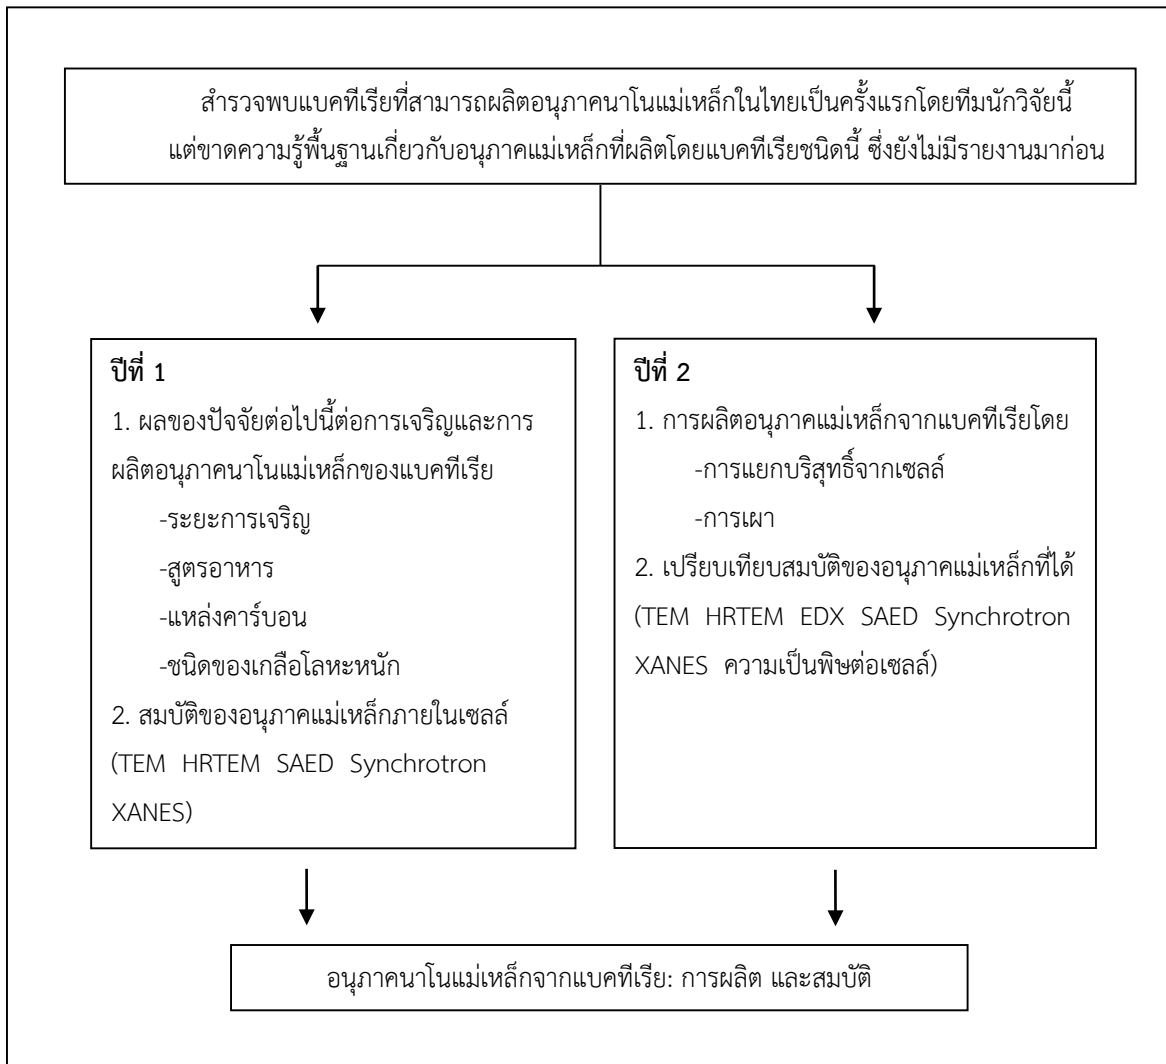 สำรวจพบแบคทีเรียที่สามารถผลิตอนุภาคนาโนแม่เหล็กในไทยเป็นครั้งแรกโดยทีมนักวิจัยนี้
แต่ขาดความรู้พื้นฐานเกี่ยวกับอนุภาคแม่เหล็กที่ผลิตโดยแบคทีเรียชนิดนี้ ซึ่งยังไม่มีรายงานมาก่อน
ปีที่ 1
1. ผลของปัจจัยต่อไปนี้ต่อการเจริญและการ
ผลิตอนุภาคนาโนแม่เหล็กของแบคทีเรีย
-ระยะการเจริญ
-สูตรอาหาร
-แหล่งคาร์บอน
-ชนิดของเกลือโลหะหนัก
2. สมบัติของอนุภาคแม่เหล็กภายในเซลล์
(TEM HRTEM SAED Synchrotron
XANES)
ปีที่ 2
1. การผลิตอนุภาคแม่เหล็กจากแบคทีเรียโดย
-การแยกบริสุทธิ์จากเซลล์
-การเผา
2. เปรียบเทียบสมบัติของอนุภาคแม่เหล็กที่ได้
(TEM HRTEM EDX SAED Synchrotron
XANES ความเป็นพิษต่อเซลล์)
อนุภาคนาโนแม่เหล็กจากแบคทีเรีย: การผลิต และสมบัติ